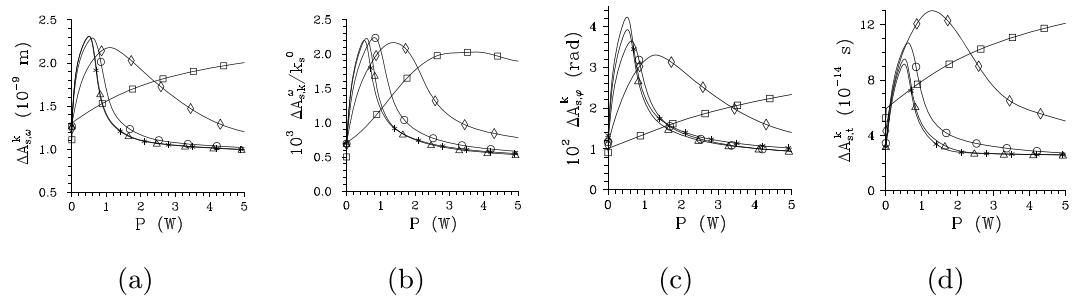 2.5
2.0
1.5
1.0
0.5
0 1 2 3 4 5
P (W)
ΔA^k_{s,ω} (10^{-9} m)
(a)
2.5
2.0
1.5
1.0
0.5
0.0
0 1 2 3 4 5
P (W)
10^3 ΔA^ω_{s,k}/k_s^0
(b)
4
3
2
1
0
0 1 2 3 4 5
P (W)
10^2 ΔA^k_{s,φ} (rad)
(c)
12
8
4
0
0 1 2 3 4 5
P (W)
ΔA^k_{s,t} (10^{-14} s)
(d)